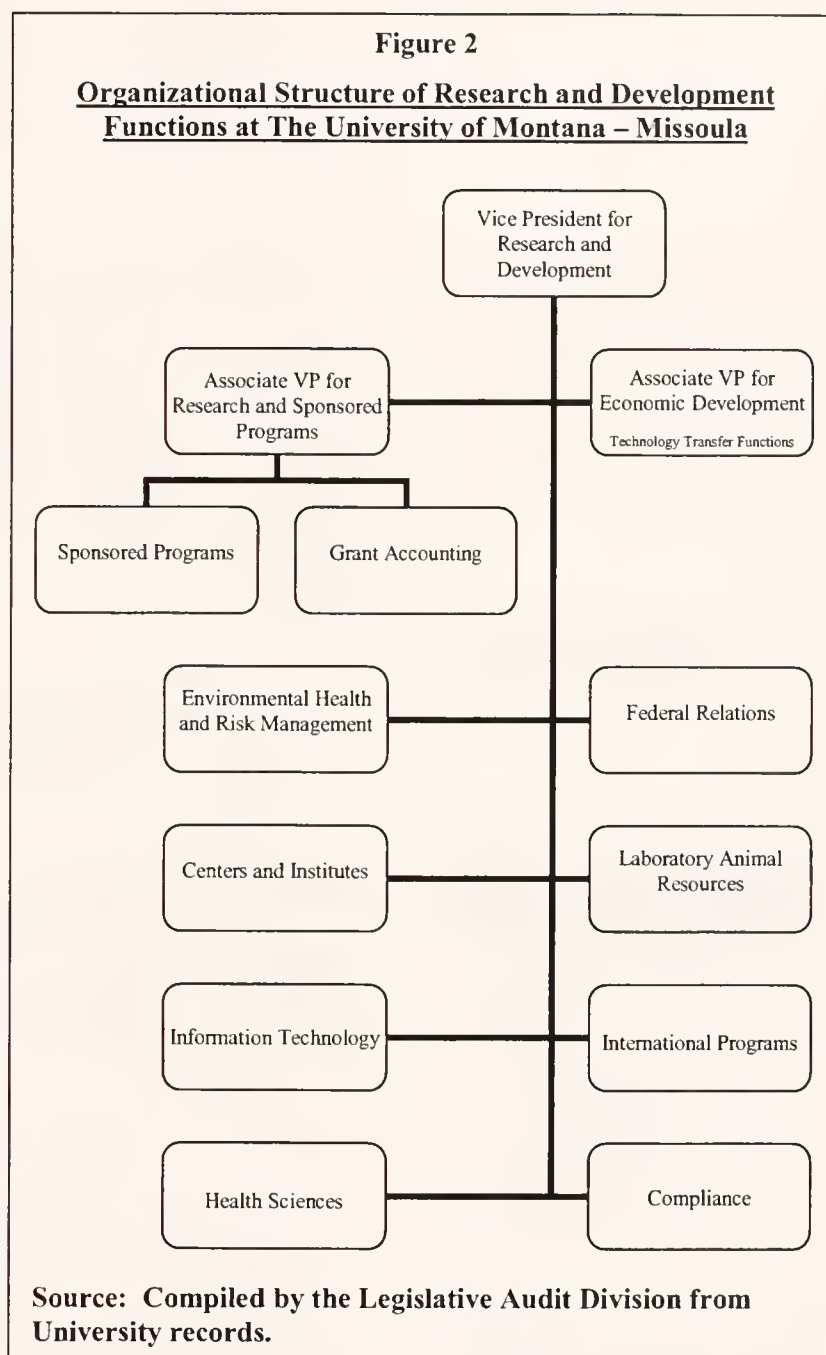 Figure 2
Organizational Structure of Research and Development
Functions at The University of Montana – Missoula
Vice President for
Research and
Development
Associate VP for
Research and Sponsored
Programs
Associate VP for
Economic Development
Technology Transfer Functions
Sponsored Programs
Grant Accounting
Environmental Health
and Risk Management
Federal Relations
Centers and Institutes
Laboratory Animal
Resources
Information Technology
International Programs
Health Sciences
Compliance
Source: Compiled by the Legislative Audit Division from
University records.